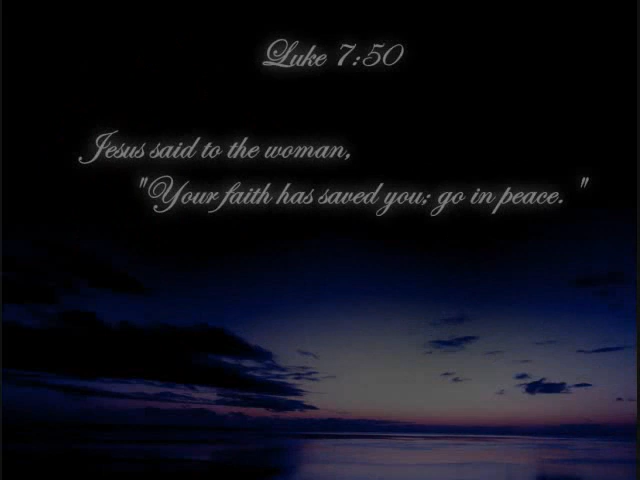 Luke 7:50
Jesus said to the woman,
"Your faith has saved you; go in peace. "